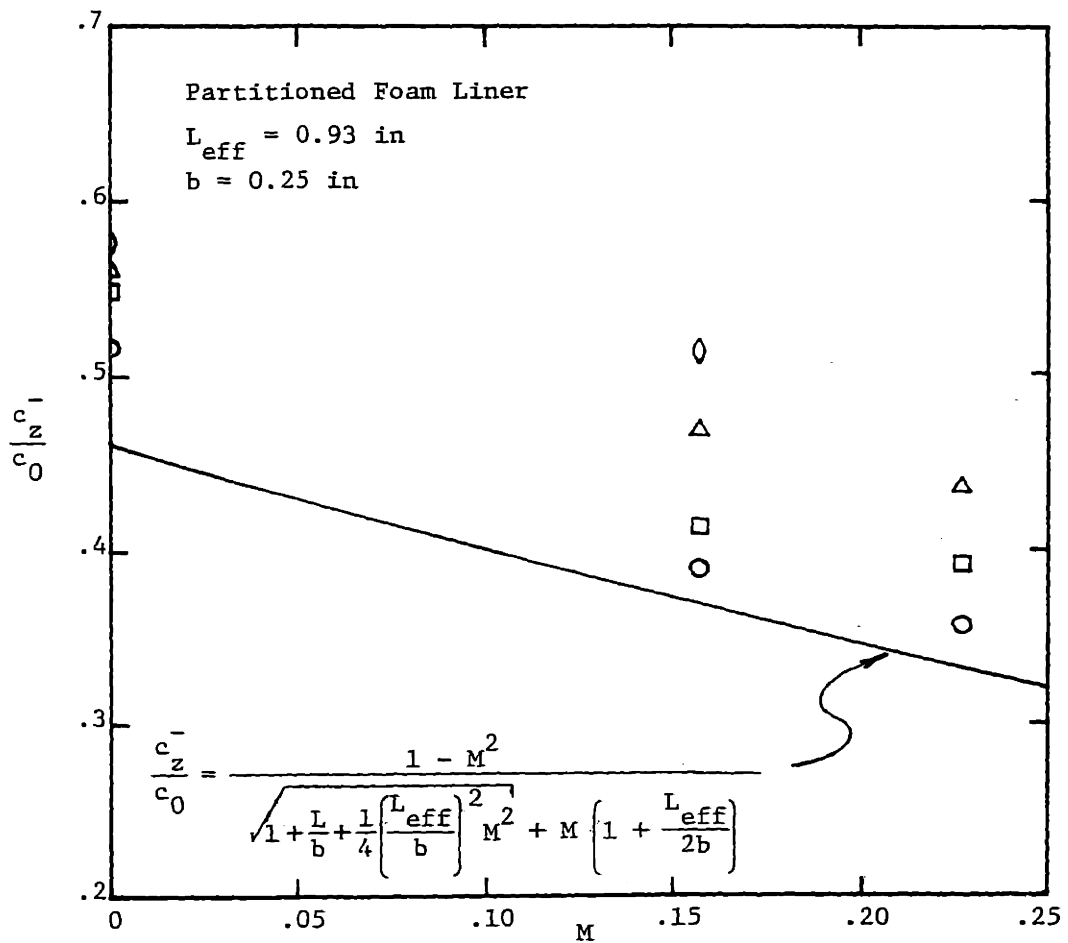 .7
Partitioned Foam Liner
L_eff = 0.93 in
b = 0.25 in
.6
.5
c_z^- / c_0
.4
.3
c_z^- / c_0 = (1 - M^2) / (√(1 + L/b + 1/4 (L_eff/b)^2 M^2) + M (1 + L_eff/2b))
.2
0 .05 .10 .15 .20 .25
M